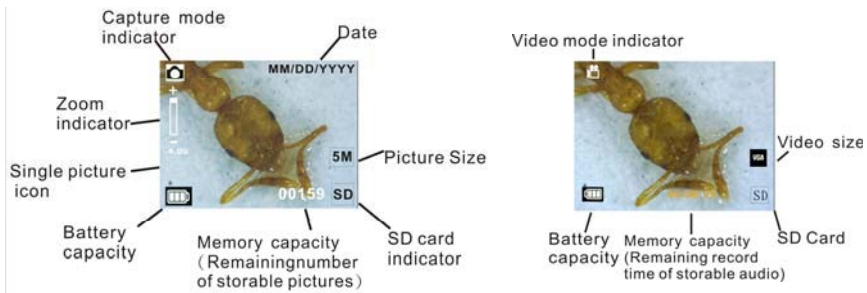 Capture mode
indicator
Date
MM/DD/YYYY
Zoom
indicator
+
-
Single picture
icon
5M
Picture Size
00159
SD
Battery
capacity
Memory capacity
(Remainingnumber
of storable pictures)
SD card
indicator
Video mode indicator
VGA
Video size
SD
Battery
capacity
Memory capacity
(Remaining record
time of storable audio)
SD Card